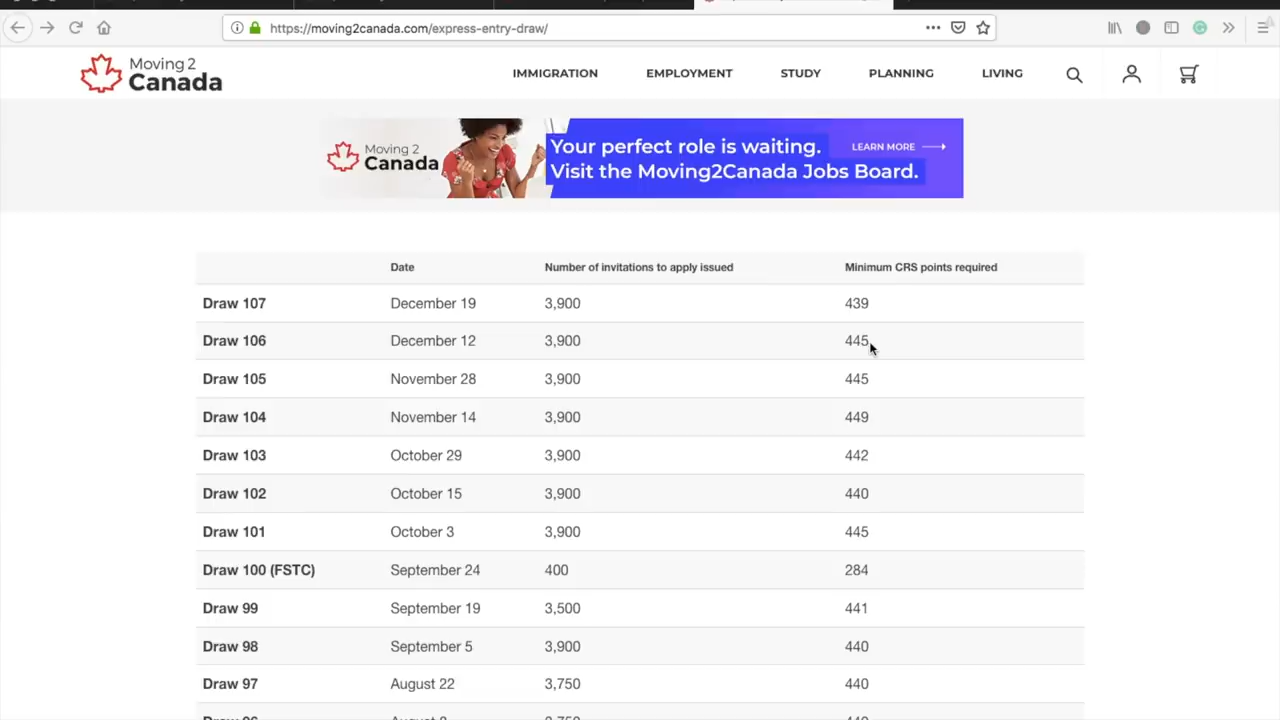 https://moving2canada.com/express-entry-draw/
Moving 2
Canada
IMMIGRATION EMPLOYMENT STUDY PLANNING LIVING
Moving 2
Canada
Your perfect role is waiting.
Visit the Moving2Canada Jobs Board.
LEARN MORE
Date Number of invitations to apply issued Minimum CRS points required
Draw 107 December 19 3,900 439
Draw 106 December 12 3,900 445
Draw 105 November 28 3,900 445
Draw 104 November 14 3,900 449
Draw 103 October 29 3,900 442
Draw 102 October 15 3,900 440
Draw 101 October 3 3,900 445
Draw 100 (FSTC) September 24 400 284
Draw 99 September 19 3,500 441
Draw 98 September 5 3,900 440
Draw 97 August 22 3,750 440